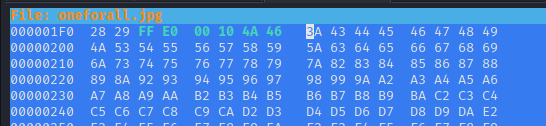 File: oneforall.jpg
000001F0 28 29 FF E0 00 10 4A 46 3A 43 44 45 46 47 48 49
00000200 4A 53 54 55 56 57 58 59 5A 63 64 65 66 67 68 69
00000210 6A 73 74 75 76 77 78 79 7A 82 83 84 85 86 87 88
00000220 89 8A 92 93 94 95 96 97 98 99 9A A2 A3 A4 A5 A6
00000230 A7 A8 A9 AA B2 B3 B4 B5 B6 B7 B8 B9 BA C2 C3 C4
00000240 C5 C6 C7 C8 C9 CA D2 D3 D4 D5 D6 D7 D8 D9 DA E2